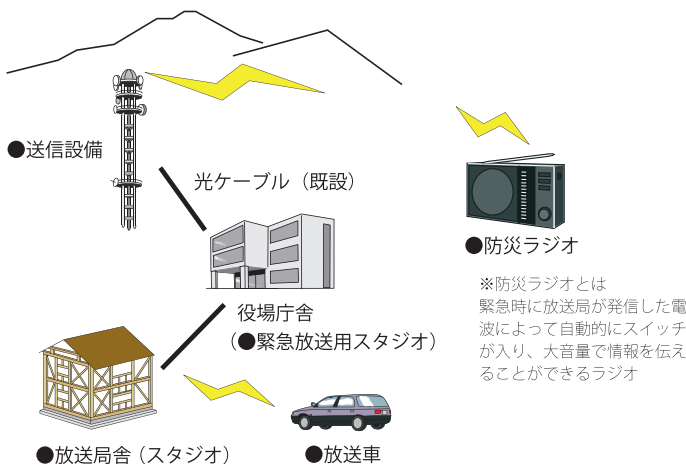 ●送信設備
光ケーブル（既設）
●防災ラジオ
※防災ラジオとは
緊急時に放送局が発信した電
波によって自動的にスイッチ
が入り、大音量で情報を伝え
ることができるラジオ
役場庁舎
（●緊急放送用スタジオ）
●放送局舎（スタジオ）
●放送車